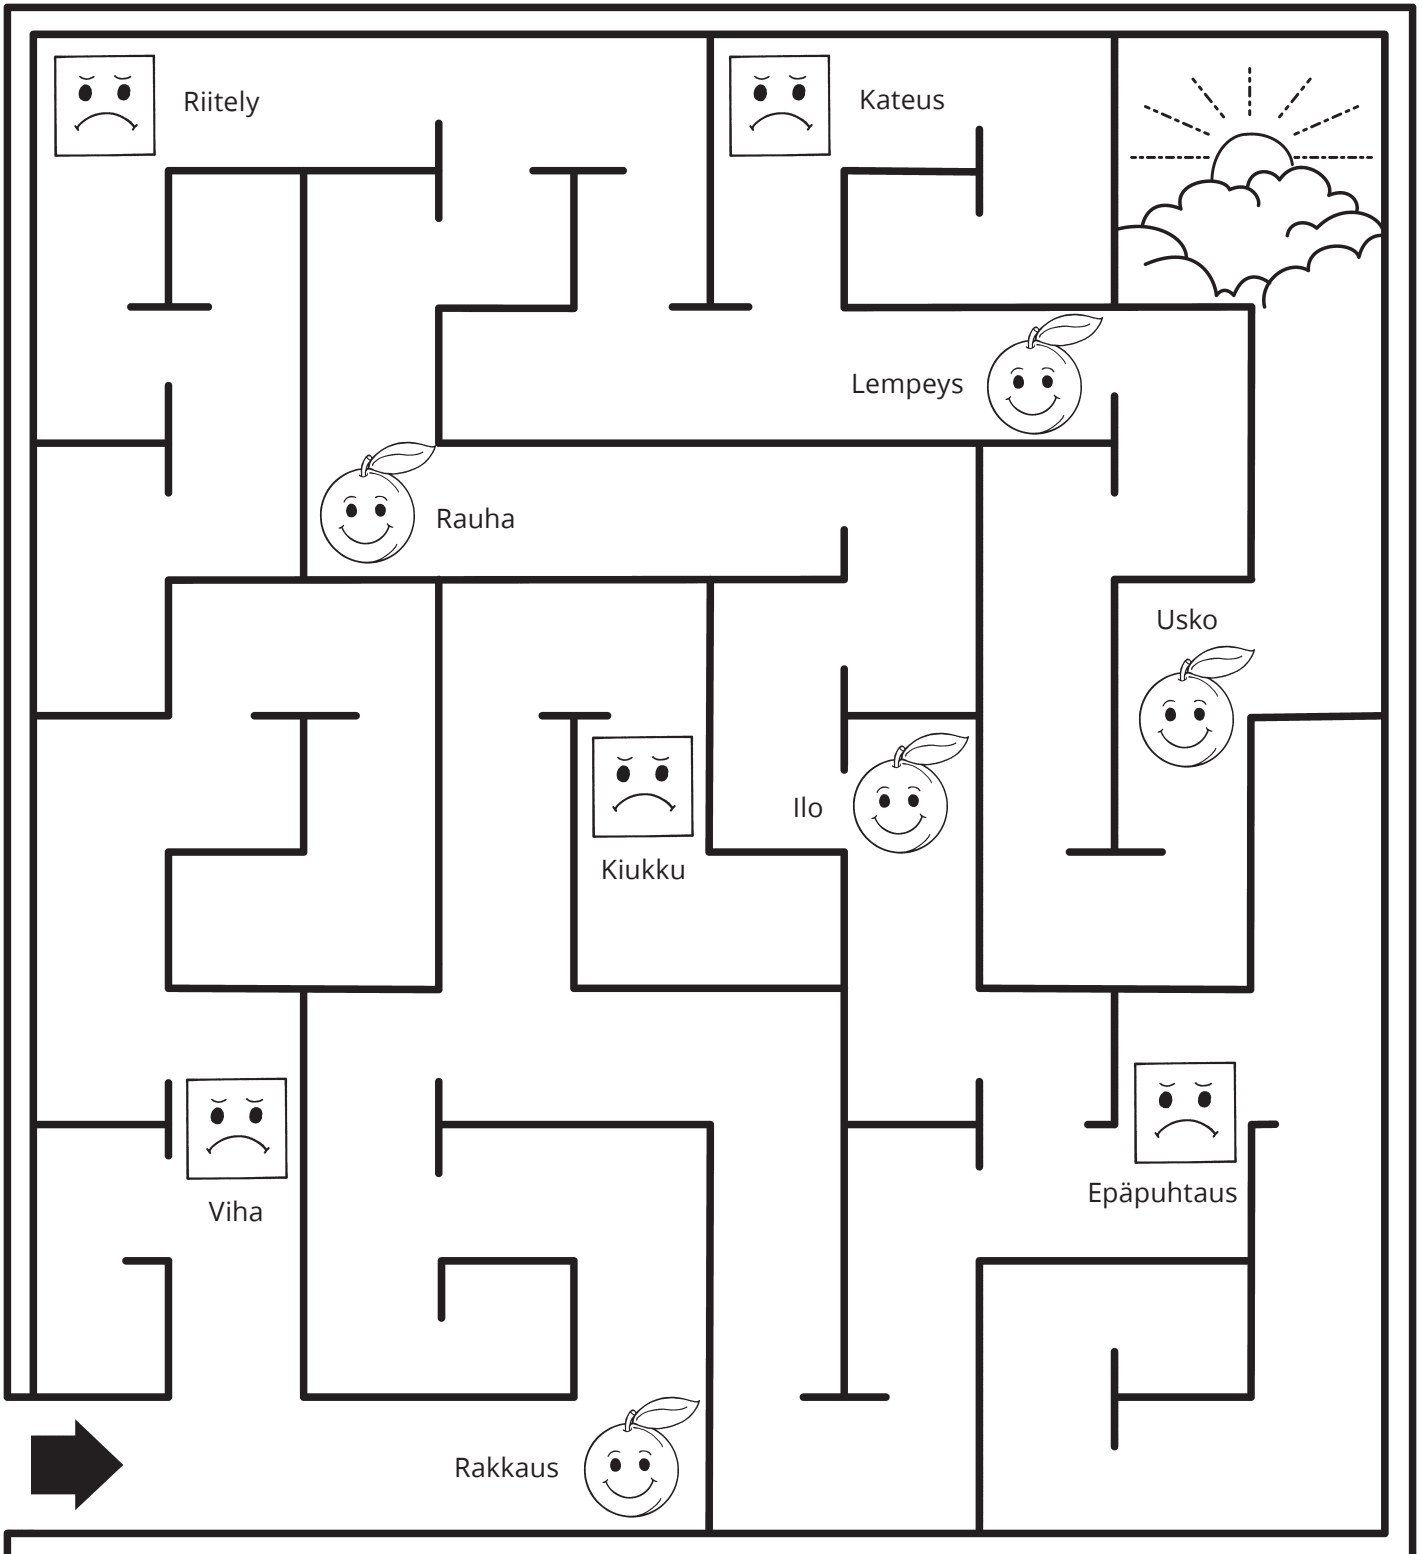 Riitely
Kateus
Lempeys
Rauha
Usko
Ilo
Kiukku
Epäpuhtaus
Viha
Rakkaus